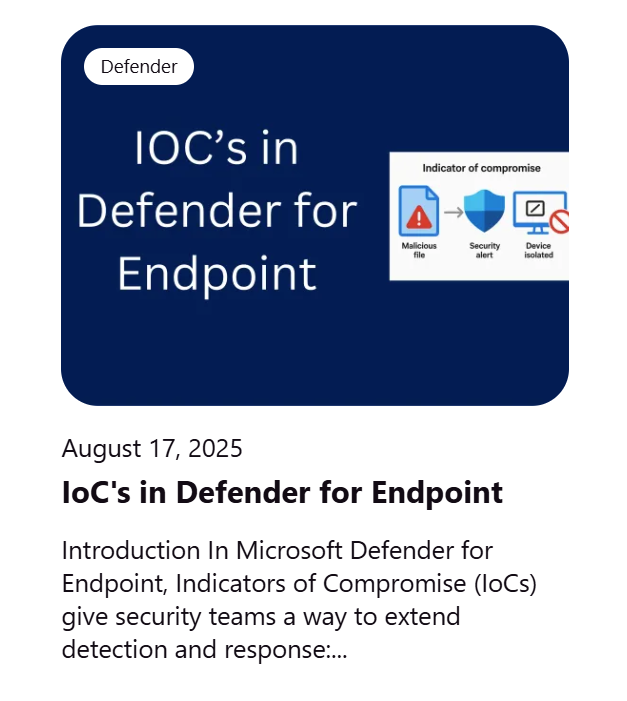 Defender
IOC’s in
Defender for
Endpoint
Indicator of compromise
Malicious
file
Security
alert
Device
isolated
August 17, 2025
IoC's in Defender for Endpoint
Introduction In Microsoft Defender for
Endpoint, Indicators of Compromise (IoCs)
give security teams a way to extend
detection and response:...